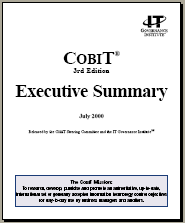 IT
GOVERNANCE
INSTITUTE
COBIT®
3rd Edition
Executive Summary
July 2000
Released by the COBIT Steering Committee and the IT Governance Institute™
The COBIT Mission:
To research, develop, publicise and promote an authoritative, up-to-date,
international set of generally accepted information technology control objectives
for day-to-day use by business managers and auditors.